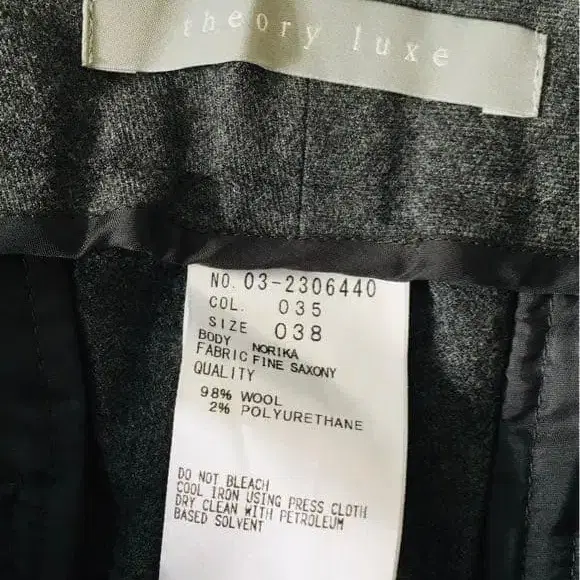 theory luxe
NO. 03-2306440
COL. 035
SIZE 038
BODY NORIKA
FABRIC FINE SAXONY
QUALITY
98% WOOL
2% POLYURETHANE
DO NOT BLEACH
COOL IRON USING PRESS CLOTH
DRY CLEAN WITH PETROLEUM
BASED SOLVENT